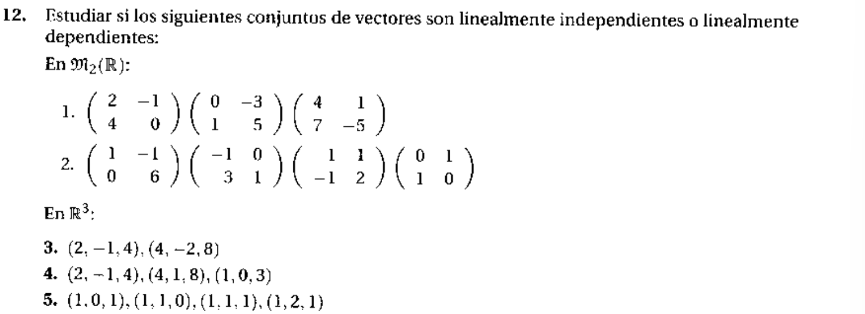 12. Estudiar si los siguientes conjuntos de vectores son linealmente independientes o linealmente
dependientes:
En 𝔐₂(ℝ):
1. ( 2 −1 ; 4 0 ) ( 0 −3 ; 1 5 ) ( 4 1 ; 7 −5 )
2. ( 1 −1 ; 0 6 ) ( −1 0 ; 3 1 ) ( 1 1 ; −1 2 ) ( 0 1 ; 1 0 )
En ℝ³:
3. (2, −1, 4), (4, −2, 8)
4. (2, −1, 4), (4, 1, 8), (1, 0, 3)
5. (1, 0, 1), (1, 1, 0), (1, 1, 1), (1, 2, 1)